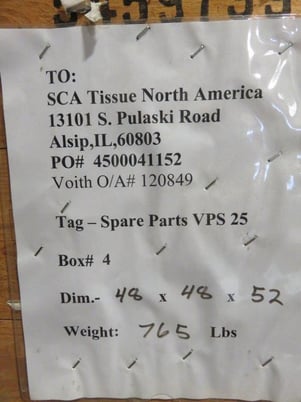 TO:
SCA Tissue North America
13101 S. Pulaski Road
Alsip,IL,60803
PO# 4500041152
Voith O/A# 120849
Tag – Spare Parts VPS 25
Box# 4
Dim.- 48 x 48 x 52
Weight: 765 Lbs